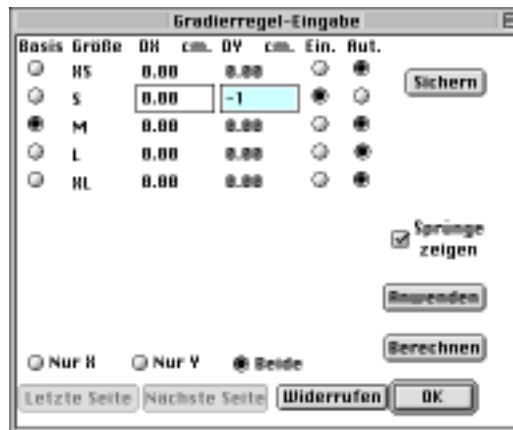 Gradierregel-Eingabe
Basis Größe DX cm. DY cm. Ein. Aut.
XS 0.00 0.00
Sichern
S 0.00 -1
M 0.00 0.00
L 0.00 0.00
XL 0.00 0.00
Sprünge
zeigen
Anwenden
Berechnen
Nur X Nur Y Beide
Letzte Seite Nächste Seite Widerrufen OK